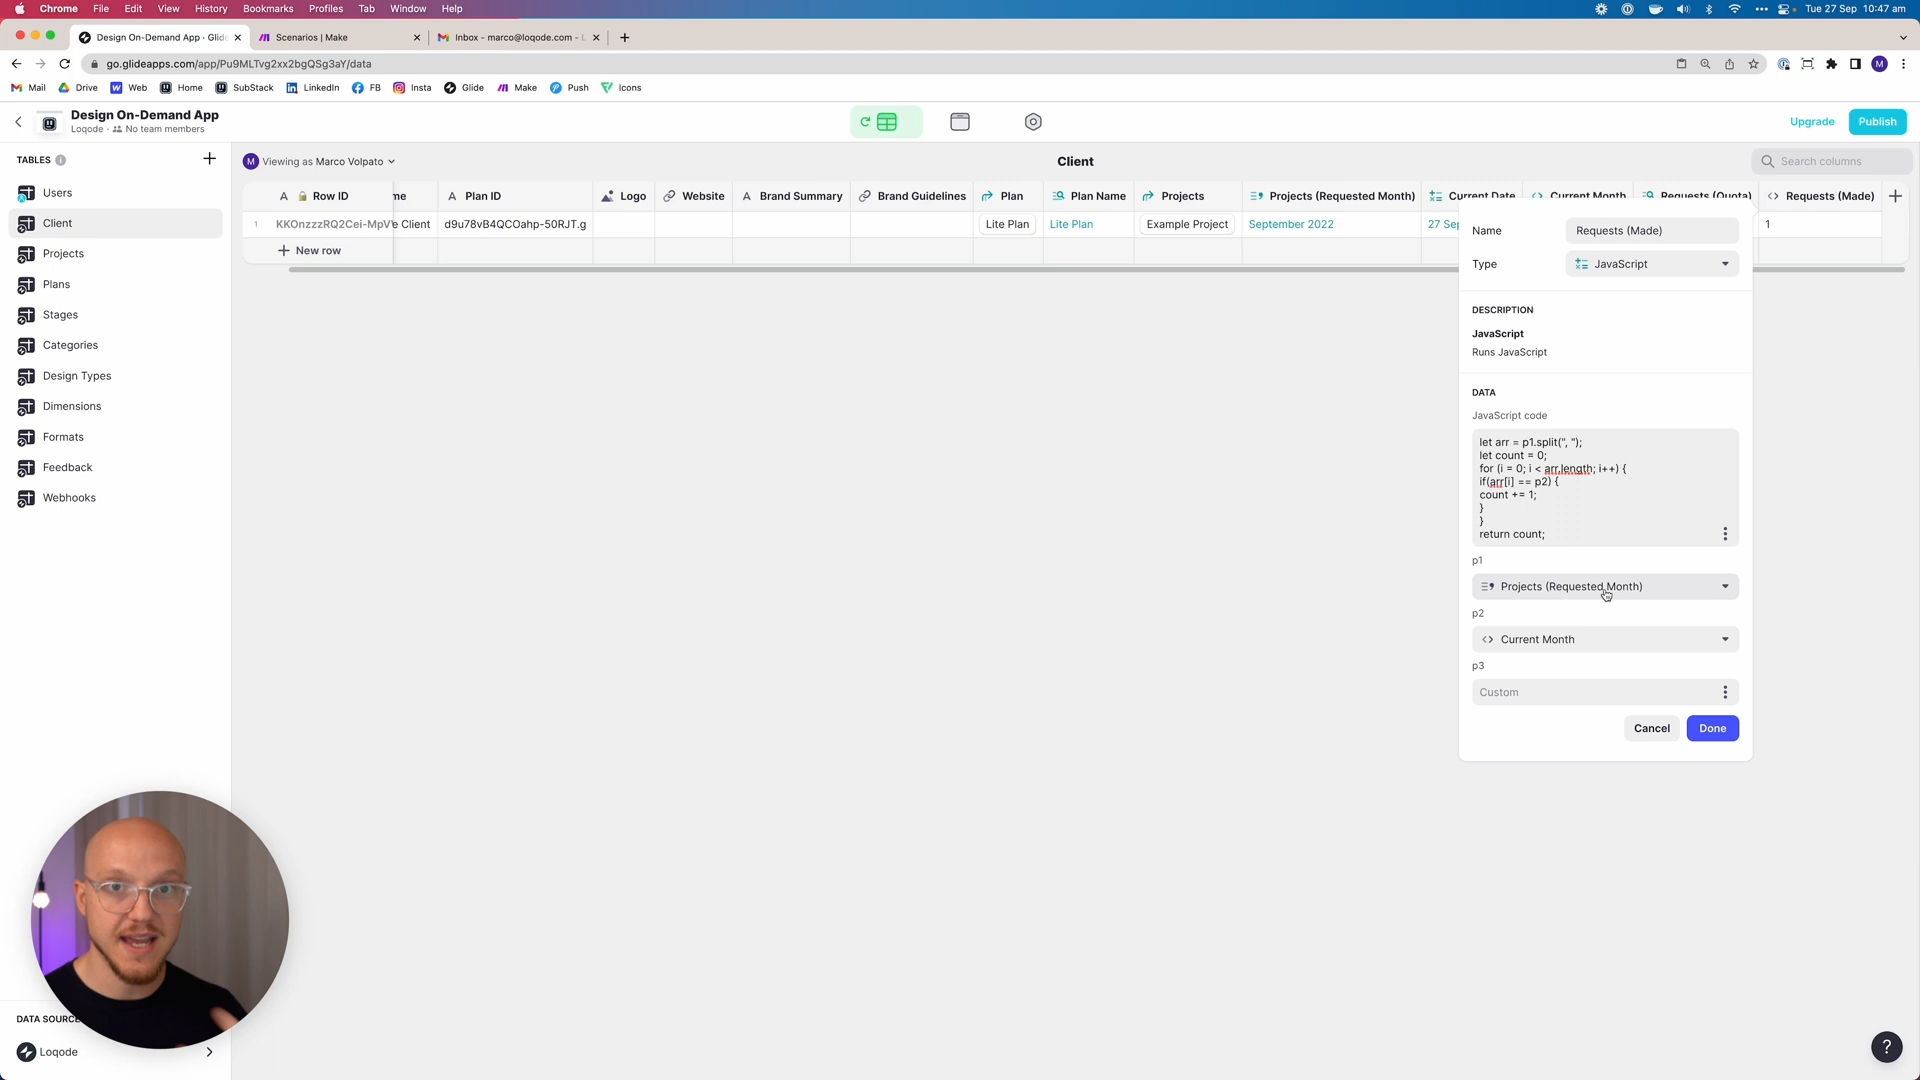 Chrome File Edit View History Bookmarks Profiles Tab Window Help
Tue 27 Sep 10:47 am
Design On-Demand App · Glide
Scenarios | Make
Inbox - marco@loqode.com -
go.glideapps.com/app/Pu9MLTvg2xx2bgQSg3aY/data
Mail Drive Web Home SubStack LinkedIn FB Insta Glide Make Push Icons
Design On-Demand App
Loqode · No team members
Upgrade
Publish
TABLES
Users
Client
Projects
Plans
Stages
Categories
Design Types
Dimensions
Formats
Feedback
Webhooks
DATA SOURC
Loqode
M Viewing as Marco Volpato
Client
Search columns
Row ID me Plan ID Logo Website Brand Summary Brand Guidelines Plan Plan Name Projects Projects (Requested Month) Current Date Current Month Requests (Quota) Requests (Made)
1 KKOnzzzRQ2Cei-MpV e Client d9u78vB4QCOahp-50RJT.g Lite Plan Lite Plan Example Project September 2022 27 Sep 1
New row
Name Requests (Made)
Type JavaScript
DESCRIPTION
JavaScript
Runs JavaScript
DATA
JavaScript code
let arr = p1.split(", ");
let count = 0;
for (i = 0; i < arr.length; i++) {
if(arr[i] == p2) {
count += 1;
}
}
return count;
p1
Projects (Requested Month)
p2
Current Month
p3
Custom
Cancel
Done
?